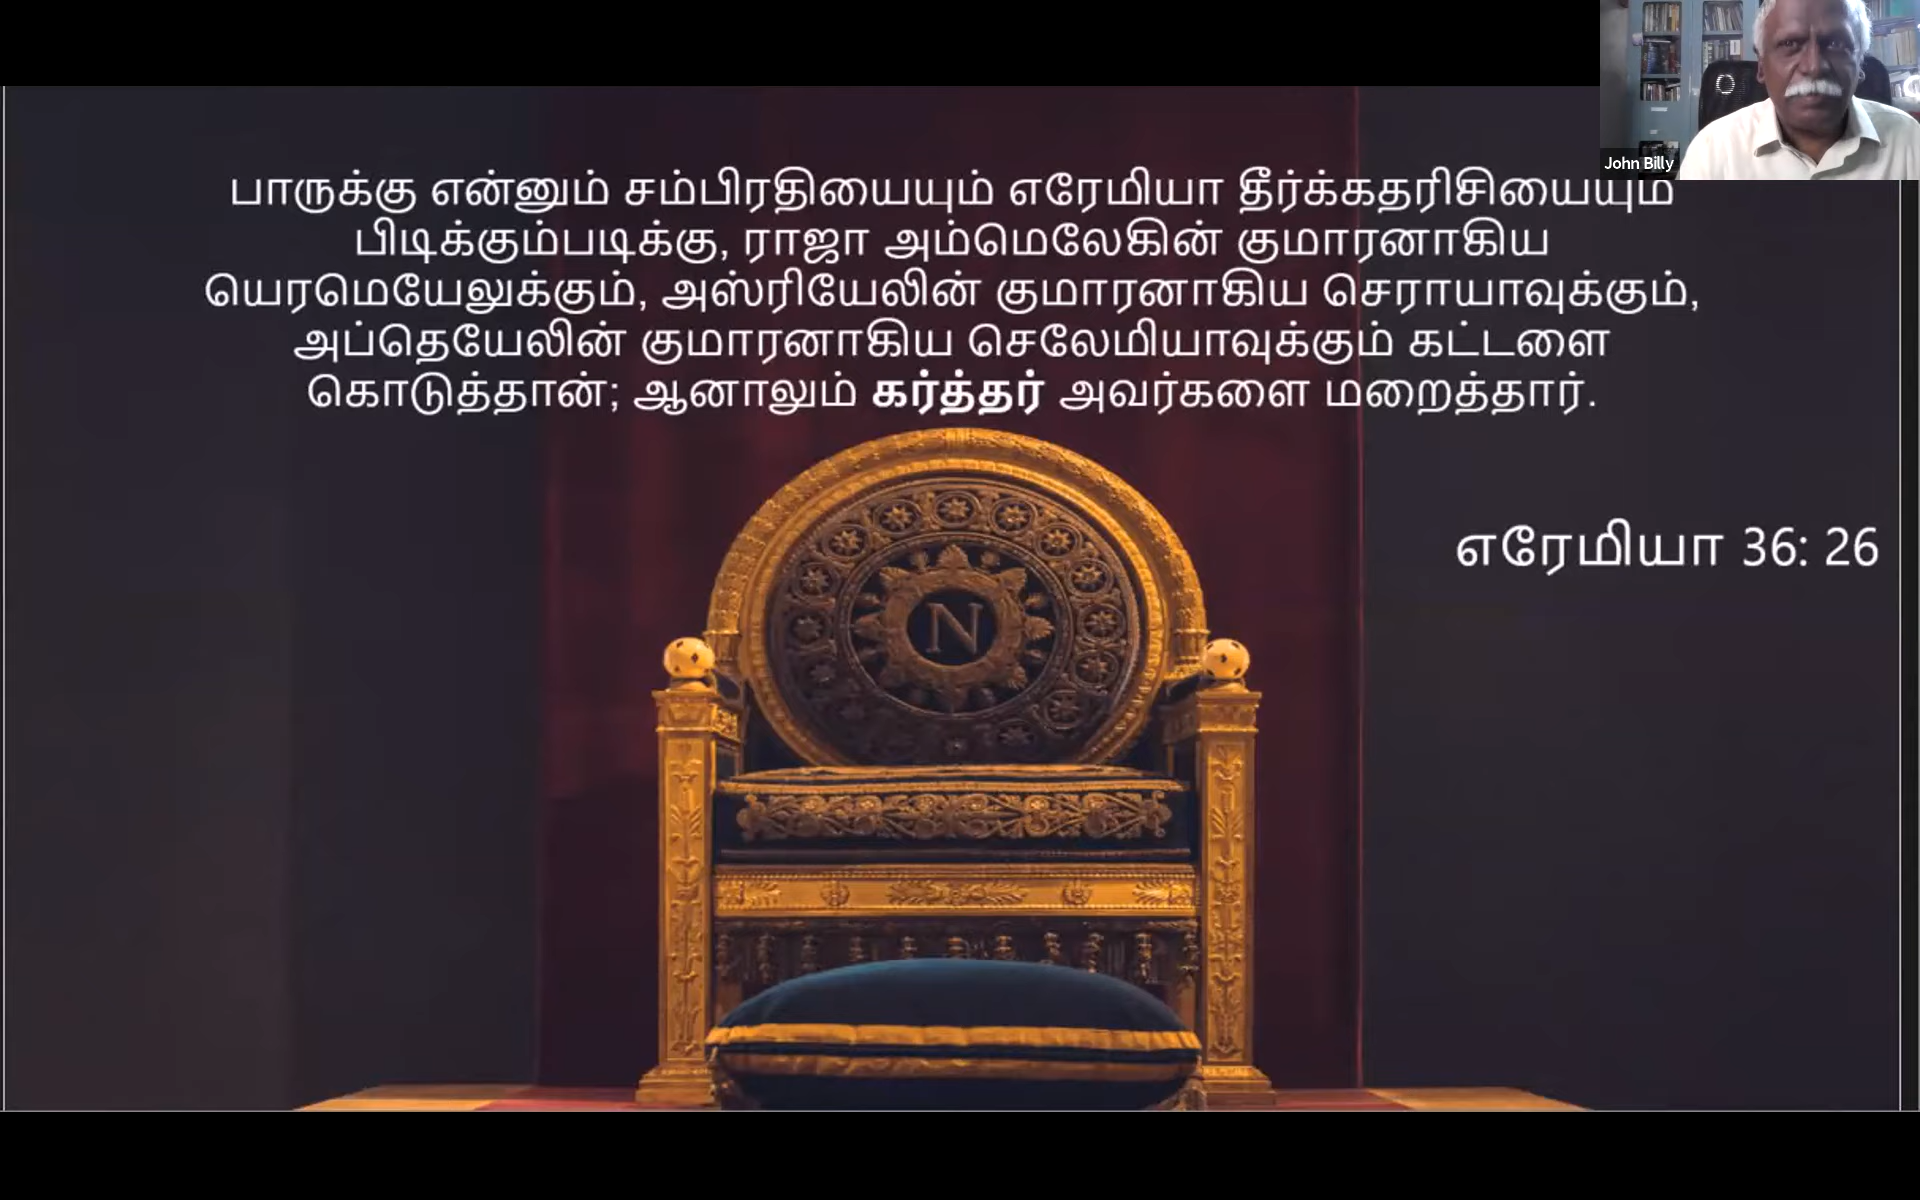 John Billy
பாருக்கு என்னும் சம்பிரதியையும் எரேமியா தீர்க்கதரிசியையும்
பிடிக்கும்படிக்கு, ராஜா அம்மெலேகின் குமாரனாகிய
யெரமெயேலுக்கும், அஸ்ரியேலின் குமாரனாகிய செராயாவுக்கும்,
அப்தெயேலின் குமாரனாகிய செலேமியாவுக்கும் கட்டளை
கொடுத்தான்; ஆனாலும் கர்த்தர் அவர்களை மறைத்தார்.
எரேமியா 36: 26
N